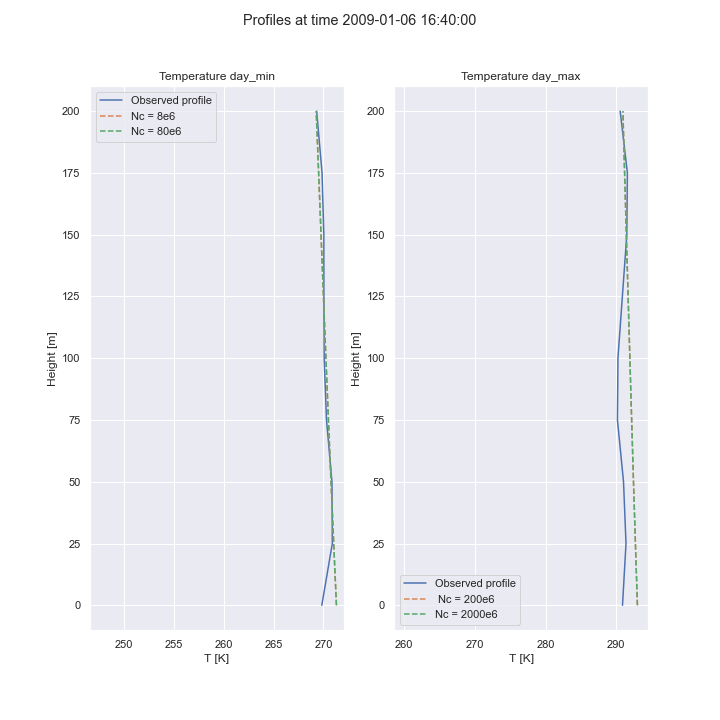 Profiles at time 2009-01-06 16:40:00
Temperature day_min
Observed profile
Nc = 8e6
Nc = 80e6
200
175
150
125
100
75
50
25
0
Height [m]
250
255
260
265
270
T [K]
Temperature day_max
Observed profile
Nc = 200e6
Nc = 2000e6
200
175
150
125
100
75
50
25
0
Height [m]
260
270
280
290
T [K]